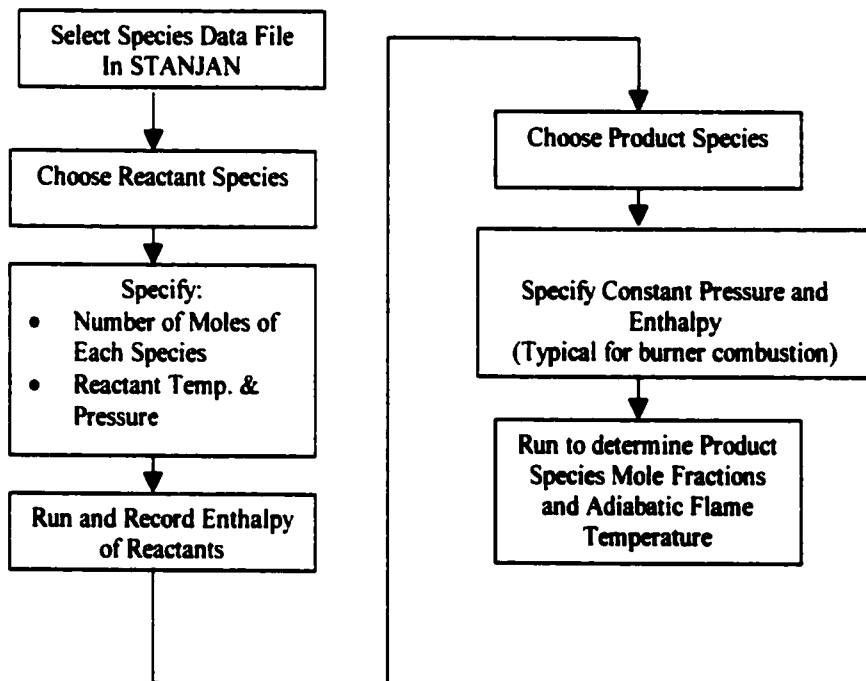 Select Species Data File
In STANJAN
Choose Reactant Species
Specify:
• Number of Moles of
Each Species
• Reactant Temp. &
Pressure
Run and Record Enthalpy
of Reactants
Choose Product Species
Specify Constant Pressure and
Enthalpy
(Typical for burner combustion)
Run to determine Product
Species Mole Fractions
and Adiabatic Flame
Temperature